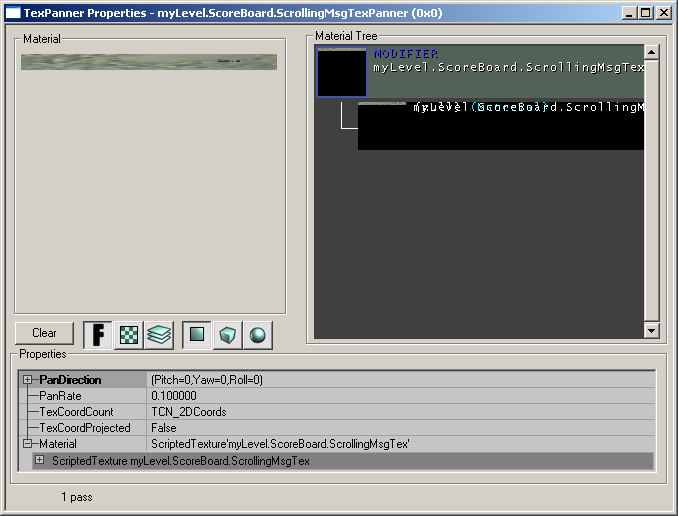 TexPanner Properties - myLevel.ScoreBoard.ScrollingMsgTexPanner (0x0)
Material
Material Tree
MODIFIER
myLevel.ScoreBoard.ScrollingMsgTex
myLevel.ScoreBoard.ScrollingM
Clear
F
Properties
PanDirection (Pitch=0,Yaw=0,Roll=0)
PanRate 0.100000
TexCoordCount TCN_2DCoords
TexCoordProjected False
Material ScriptedTexture'myLevel.ScoreBoard.ScrollingMsgTex'
ScriptedTexture myLevel.ScoreBoard.ScrollingMsgTex
1 pass